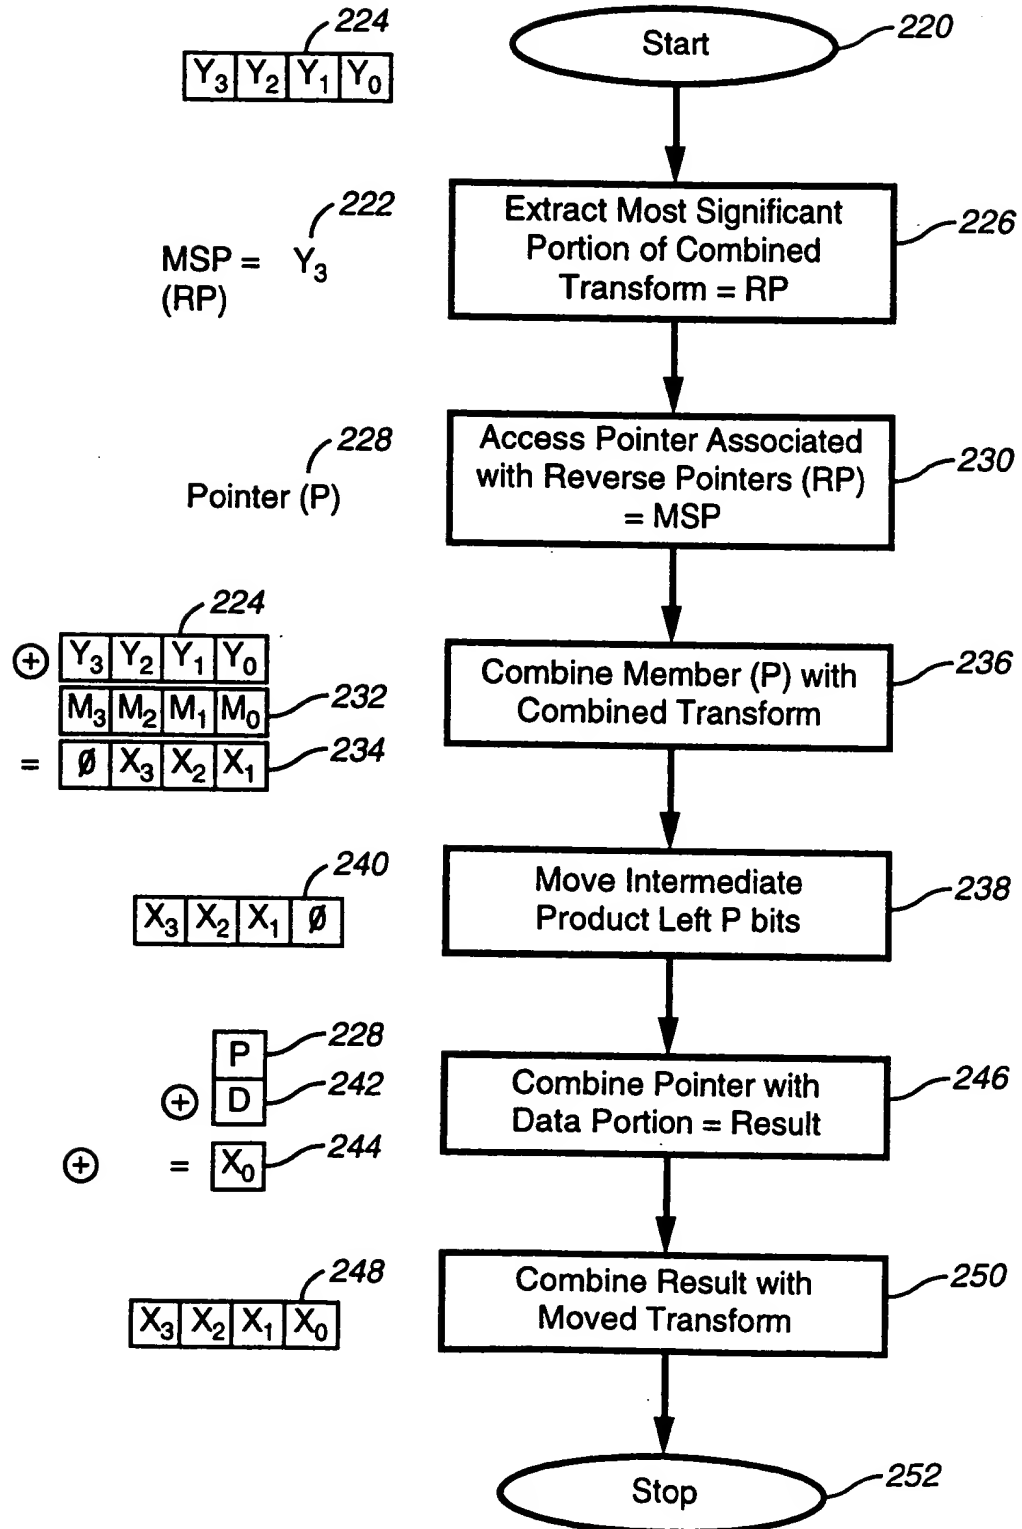 224
Y3 Y2 Y1 Y0
Start
220
222
MSP = Y3
(RP)
Extract Most Significant
Portion of Combined
Transform = RP
226
228
Pointer (P)
Access Pointer Associated
with Reverse Pointers (RP)
= MSP
230
224
⊕ Y3 Y2 Y1 Y0
M3 M2 M1 M0
232
= Ø X3 X2 X1
234
Combine Member (P) with
Combined Transform
236
240
X3 X2 X1 Ø
Move Intermediate
Product Left P bits
238
P
228
⊕ D
242
⊕ = X0
244
Combine Pointer with
Data Portion = Result
246
248
X3 X2 X1 X0
Combine Result with
Moved Transform
250
Stop
252